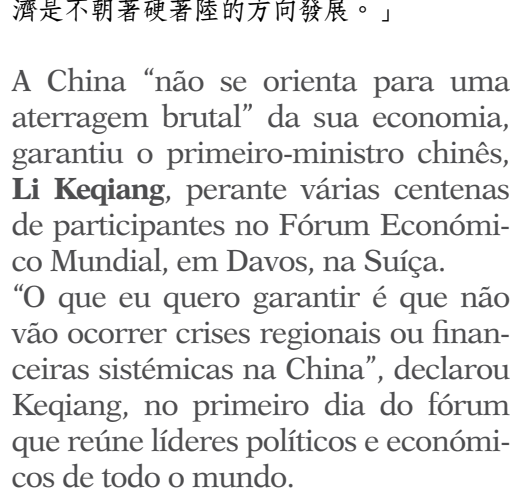 濟是不朝著硬著陸的方向發展。」
A China “não se orienta para uma
aterragem brutal” da sua economia,
garantiu o primeiro-ministro chinês,
Li Keqiang, perante várias centenas
de participantes no Fórum Económi-
co Mundial, em Davos, na Suíça.
“O que eu quero garantir é que não
vão ocorrer crises regionais ou finan-
ceiras sistémicas na China”, declarou
Keqiang, no primeiro dia do fórum
que reúne líderes políticos e económi-
cos de todo o mundo.